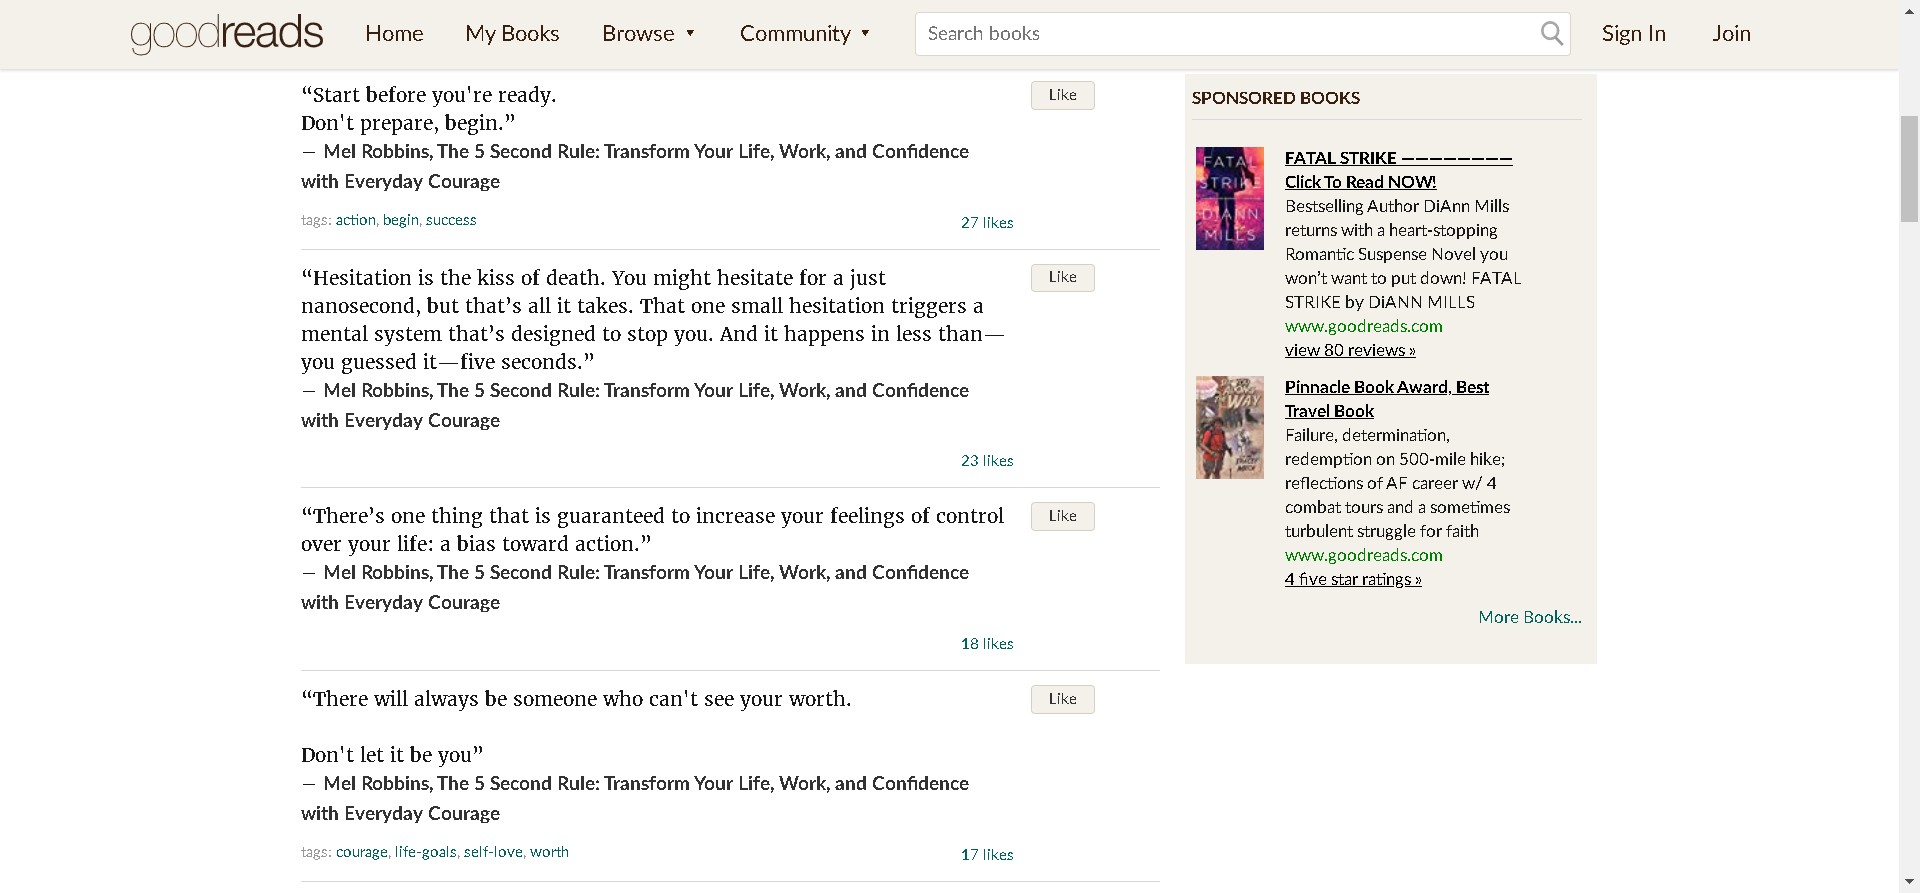 goodreads Home My Books Browse ▼ Community ▼ Search books Sign In Join
“Start before you're ready.
Don't prepare, begin.”
— Mel Robbins, The 5 Second Rule: Transform Your Life, Work, and Confidence
with Everyday Courage
tags: action, begin, success
27 likes
Like
“Hesitation is the kiss of death. You might hesitate for a just
nanosecond, but that’s all it takes. That one small hesitation triggers a
mental system that’s designed to stop you. And it happens in less than—
you guessed it—five seconds.”
— Mel Robbins, The 5 Second Rule: Transform Your Life, Work, and Confidence
with Everyday Courage
23 likes
Like
“There’s one thing that is guaranteed to increase your feelings of control
over your life: a bias toward action.”
— Mel Robbins, The 5 Second Rule: Transform Your Life, Work, and Confidence
with Everyday Courage
18 likes
Like
“There will always be someone who can't see your worth.
Don't let it be you”
— Mel Robbins, The 5 Second Rule: Transform Your Life, Work, and Confidence
with Everyday Courage
tags: courage, life-goals, self-love, worth
17 likes
Like
SPONSORED BOOKS
FATAL
STRIKE
DIANN
MILLS
FATAL STRIKE ————————
Click To Read NOW!
Bestselling Author DiAnn Mills
returns with a heart-stopping
Romantic Suspense Novel you
won’t want to put down! FATAL
STRIKE by DiANN MILLS
www.goodreads.com
view 80 reviews »
WAY
Pinnacle Book Award, Best
Travel Book
Failure, determination,
redemption on 500-mile hike;
reflections of AF career w/ 4
combat tours and a sometimes
turbulent struggle for faith
www.goodreads.com
4 five star ratings »
More Books...